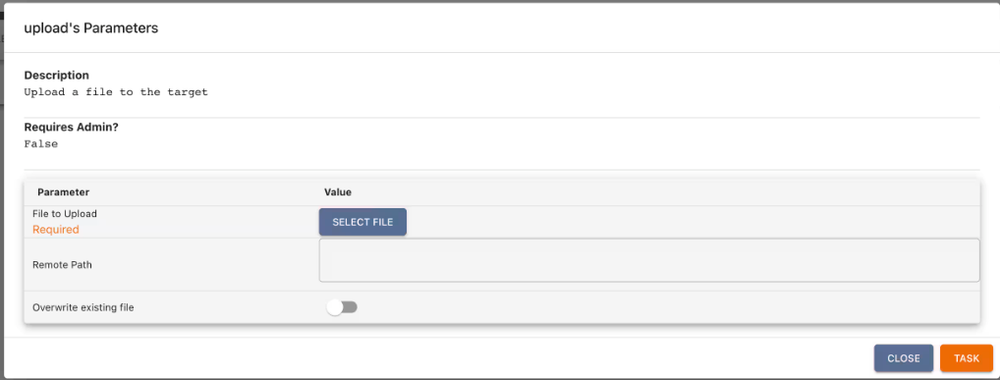 upload's Parameters
Description
Upload a file to the target
Requires Admin?
False
Parameter Value
File to Upload
Required
SELECT FILE
Remote Path
Overwrite existing file
CLOSE TASK